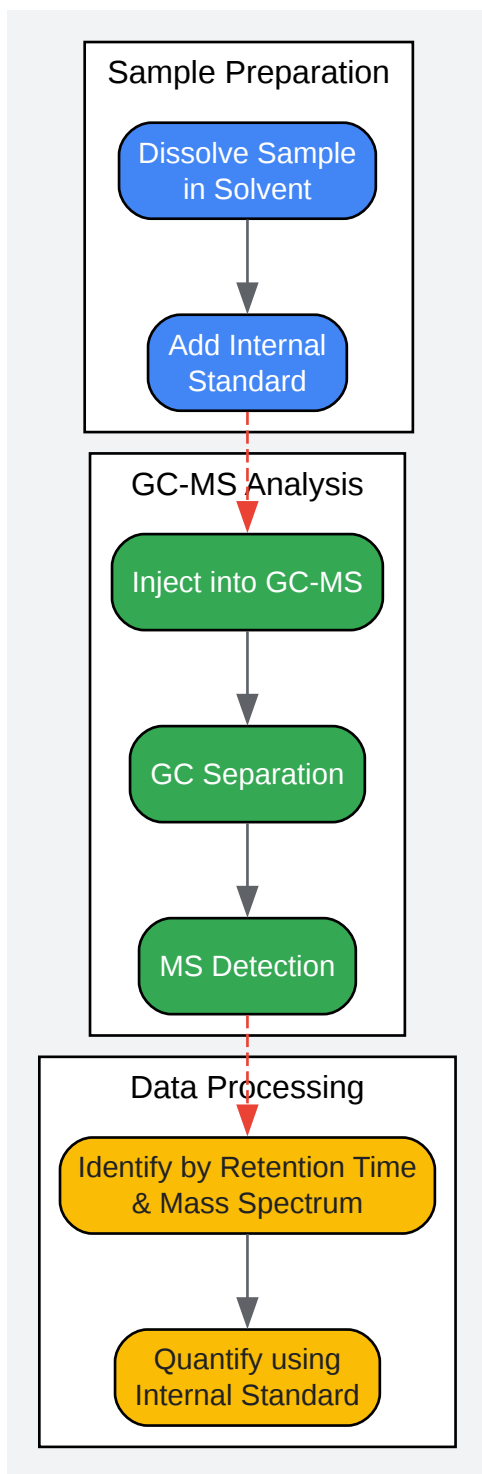 Sample Preparation
Dissolve Sample
in Solvent
Add Internal
Standard
GC-MS Analysis
Inject into GC-MS
GC Separation
MS Detection
Data Processing
Identify by Retention Time
& Mass Spectrum
Quantify using
Internal Standard